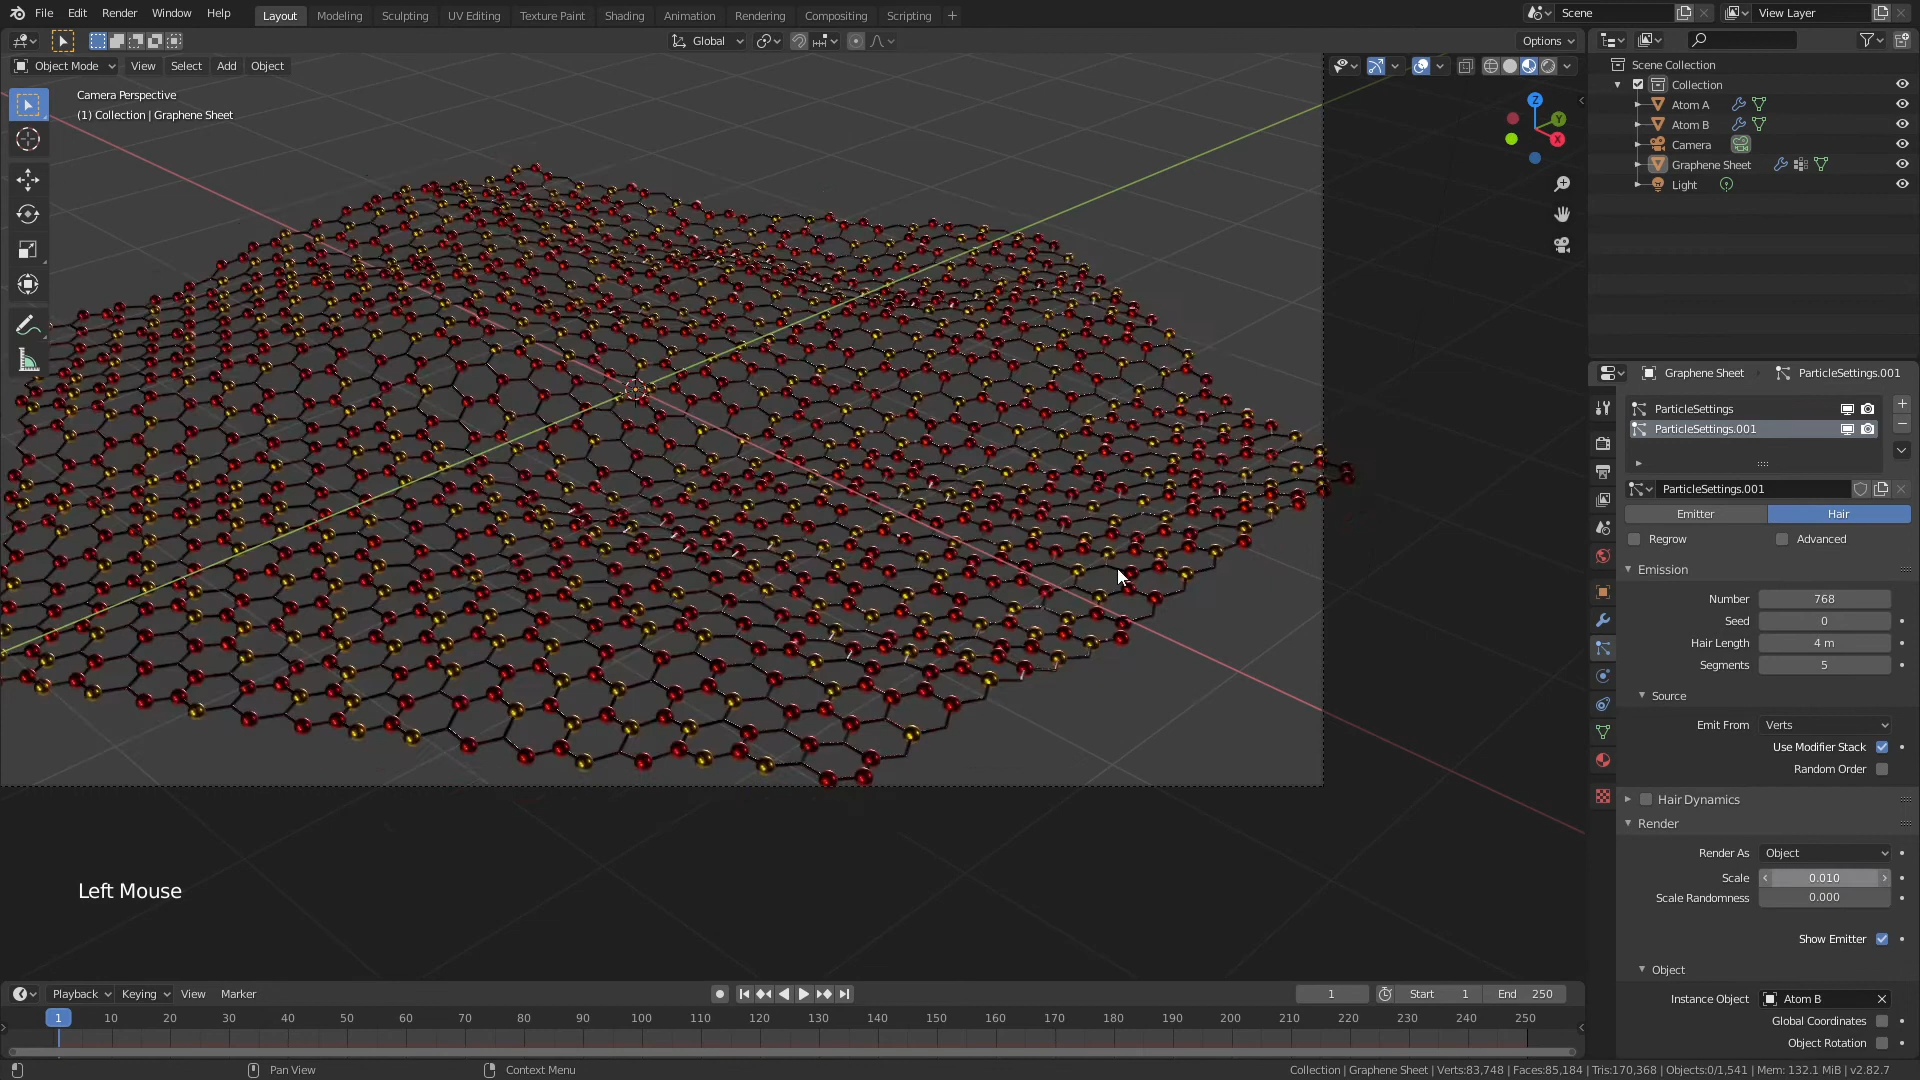 File Edit Render Window Help Layout Modeling Sculpting UV Editing Texture Paint Shading Animation Rendering Compositing Scripting + Scene View Layer
Global Options
Object Mode View Select Add Object
Camera Perspective
(1) Collection | Graphene Sheet
Z
Y
X
Scene Collection
Collection
Atom A
Atom B
Camera
Graphene Sheet
Light
Graphene Sheet ParticleSettings.001
ParticleSettings
ParticleSettings.001
ParticleSettings.001
Emitter Hair
Regrow Advanced
Emission
Number 768
Seed 0
Hair Length 4 m
Segments 5
Source
Emit From Verts
Use Modifier Stack
Random Order
Hair Dynamics
Render
Render As Object
Scale 0.010
Scale Randomness 0.000
Show Emitter
Object
Instance Object Atom B
Global Coordinates
Object Rotation
Left Mouse
Playback Keying View Marker 1 Start 1 End 250
1 10 20 30 40 50 60 70 80 90 100 110 120 130 140 150 160 170 180 190 200 210 220 230 240 250
Pan View Context Menu Collection | Graphene Sheet | Verts:83,748 | Faces:85,184 | Tris:170,368 | Objects:0/1,541 | Mem: 132.1 MiB | v2.82.7